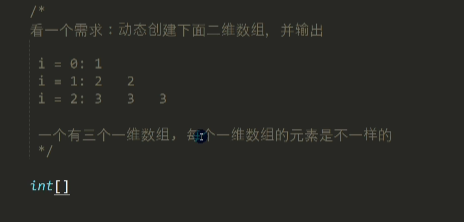 /*
看一个需求：动态创建下面二维数组，并输出
i = 0: 1
i = 1: 2 2
i = 2: 3 3 3
一个有三个一维数组，每个一维数组的元素是不一样的
*/
int[]